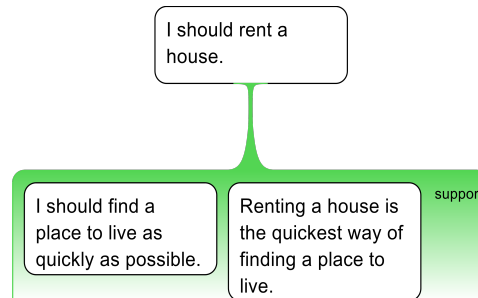 I should rent a
house.
I should find a
place to live as
quickly as possible.
Renting a house is
the quickest way of
finding a place to
live.
suppor